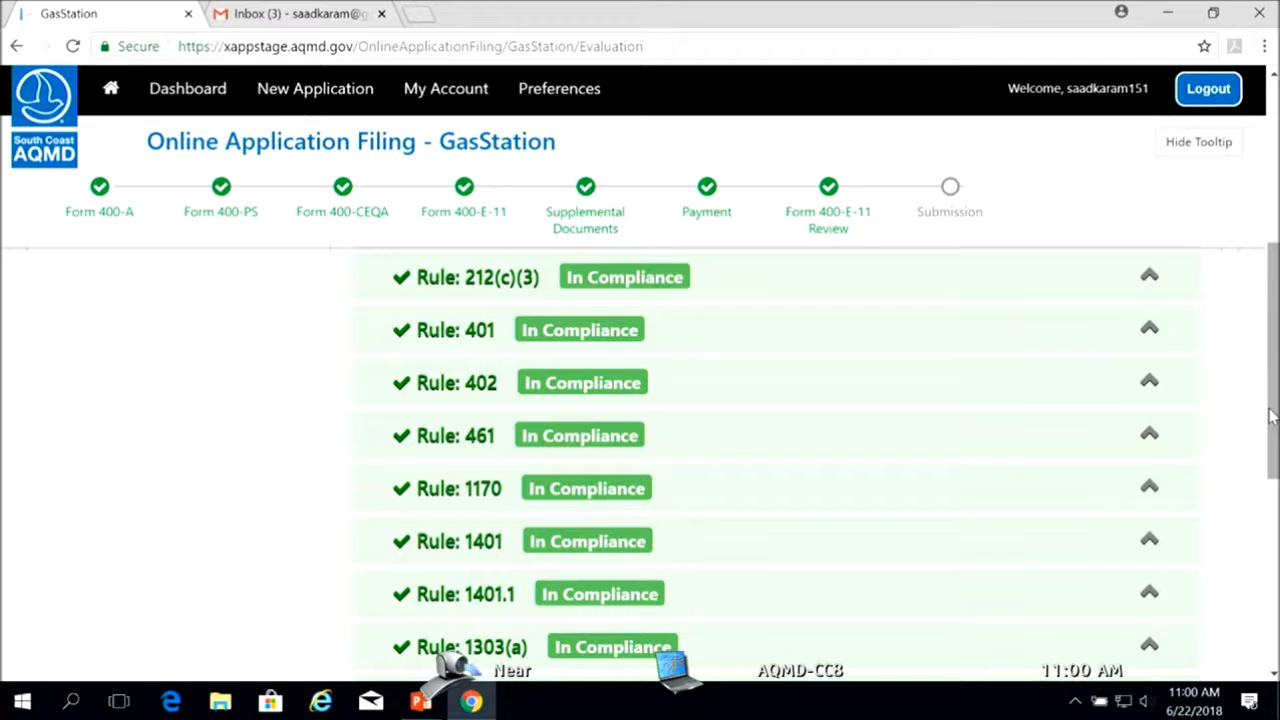 GasStation
Inbox (3) - saadkaram@g
Secure https://xappstage.aqmd.gov/OnlineApplicationFiling/GasStation/Evaluation
South Coast
AQMD
Dashboard New Application My Account Preferences Welcome, saadkaram151 Logout
Online Application Filing - GasStation Hide Tooltip
Form 400-A Form 400-PS Form 400-CEQA Form 400-E-11 Supplemental Documents Payment Form 400-E-11 Review Submission
Rule: 212(c)(3) In Compliance
Rule: 401 In Compliance
Rule: 402 In Compliance
Rule: 461 In Compliance
Rule: 1170 In Compliance
Rule: 1401 In Compliance
Rule: 1401.1 In Compliance
Rule: 1303(a) In Compliance
Near AQMD-CC8 11:00 AM
11:00 AM
6/22/2018